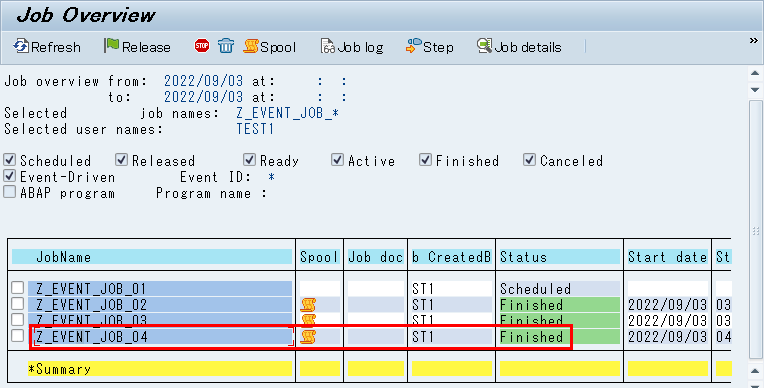 Job Overview
Refresh Release Spool Job log Step Job details
Job overview from: 2022/09/03 at: : :
to: 2022/09/03 at: : :
Selected job names: Z_EVENT_JOB_*
Selected user names: TEST1
Scheduled Released Ready Active Finished Canceled
Event-Driven Event ID: *
ABAP program Program name :
JobName Spool Job doc b CreatedB Status Start date St
Z_EVENT_JOB_01 ST1 Scheduled
Z_EVENT_JOB_02 ST1 Finished 2022/09/03 03
Z_EVENT_JOB_03 ST1 Finished 2022/09/03 03
Z_EVENT_JOB_04 ST1 Finished 2022/09/03 04
*Summary